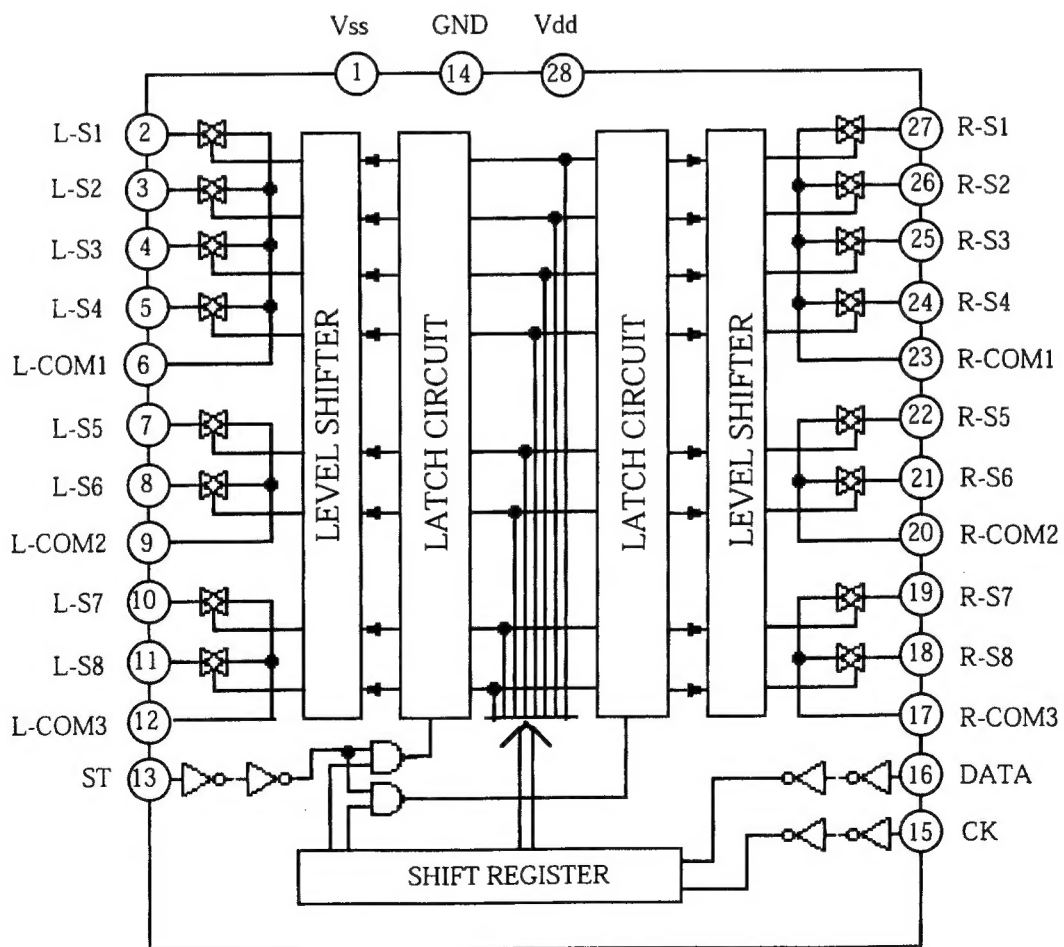 Vss GND Vdd
1 14 28
L-S1 2
L-S2 3
L-S3 4
L-S4 5
L-COM1 6
L-S5 7
L-S6 8
L-COM2 9
L-S7 10
L-S8 11
L-COM3 12
ST 13
LEVEL SHIFTER
LATCH CIRCUIT
LATCH CIRCUIT
LEVEL SHIFTER
27 R-S1
26 R-S2
25 R-S3
24 R-S4
23 R-COM1
22 R-S5
21 R-S6
20 R-COM2
19 R-S7
18 R-S8
17 R-COM3
16 DATA
15 CK
SHIFT REGISTER